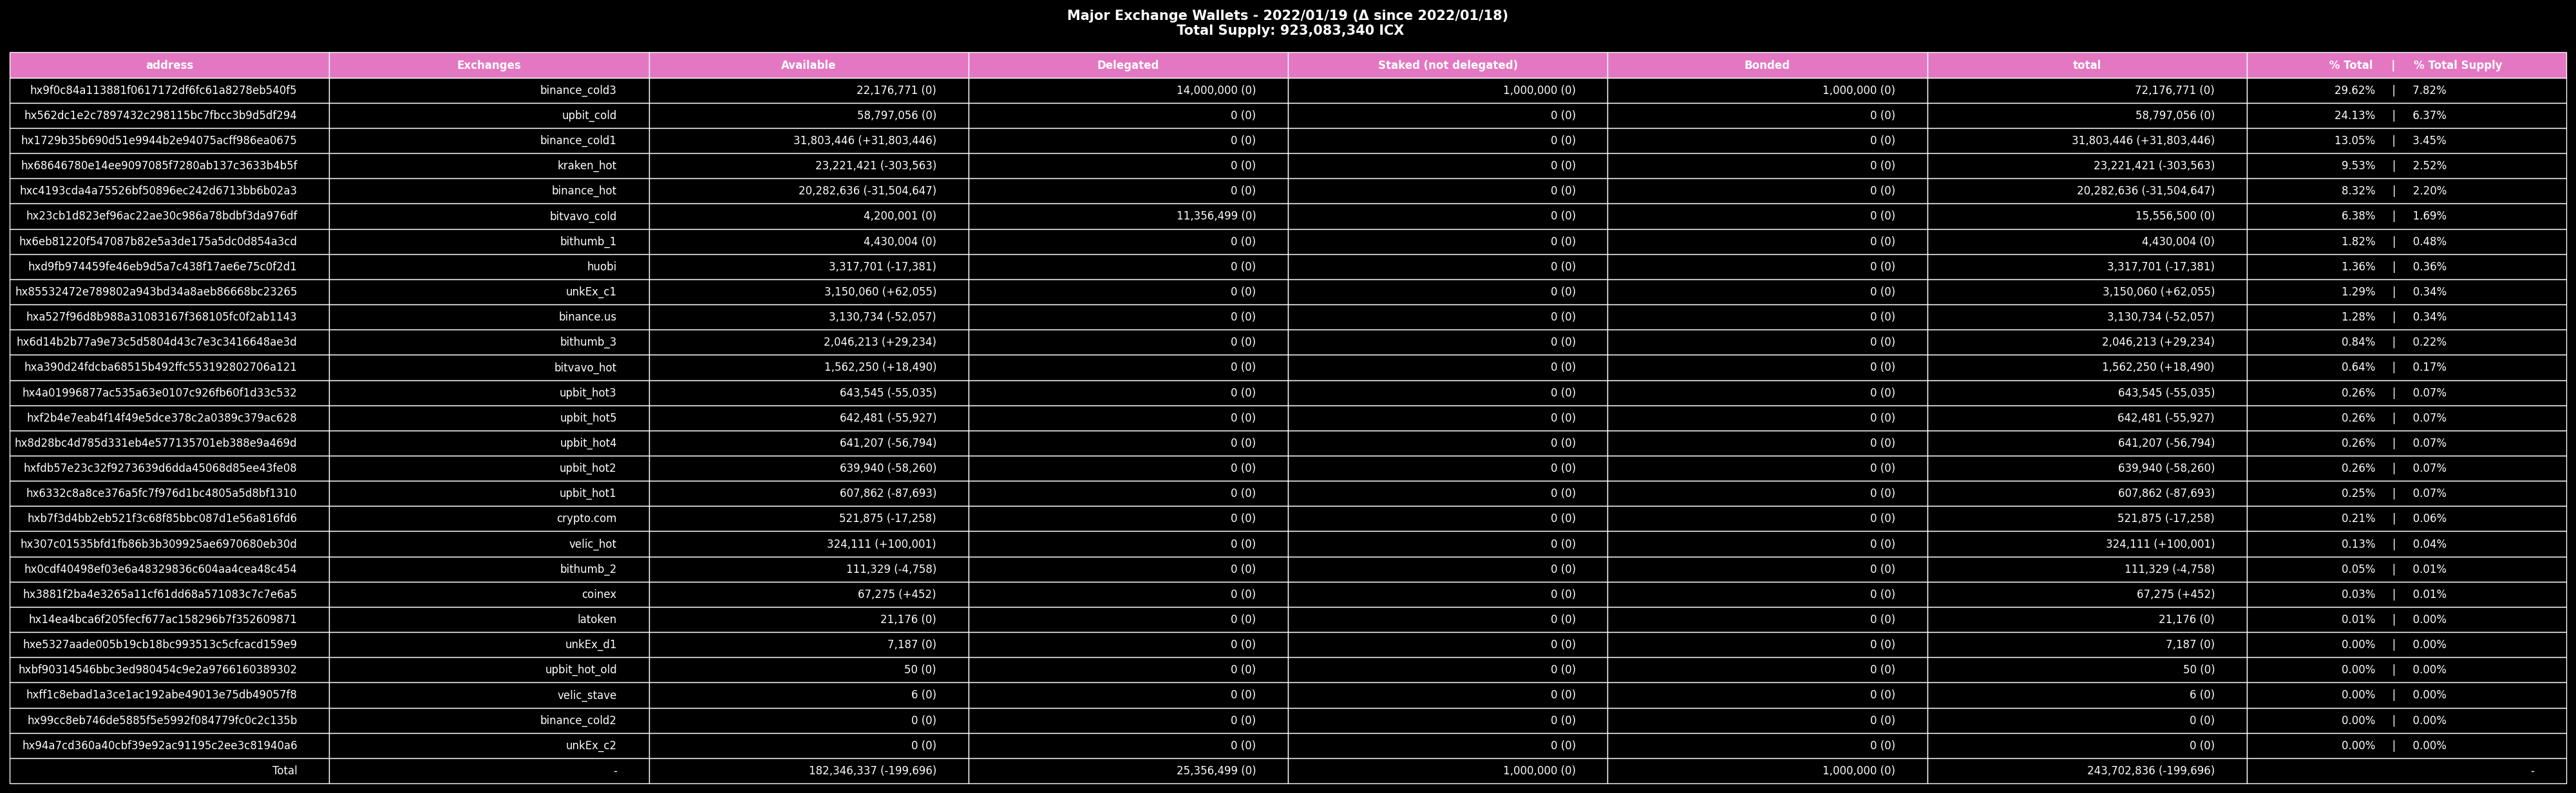 Major Exchange Wallets - 2022/01/19 (Δ since 2022/01/18)
Total Supply: 923,083,340 ICX
address Exchanges Available Delegated Staked (not delegated) Bonded total % Total | % Total Supply
hx9f0c84a113881f0617172df6fc61a8278eb540f5 binance_cold3 22,176,771 (0) 14,000,000 (0) 1,000,000 (0) 1,000,000 (0) 72,176,771 (0) 29.62% | 7.82%
hx562dc1e2c7897432c298115bc7fbcc3b9d5df294 upbit_cold 58,797,056 (0) 0 (0) 0 (0) 0 (0) 58,797,056 (0) 24.13% | 6.37%
hx1729b35b690d51e9944b2e94075acff986ea0675 binance_cold1 31,803,446 (+31,803,446) 0 (0) 0 (0) 0 (0) 31,803,446 (+31,803,446) 13.05% | 3.45%
hx68646780e14ee9097085f7280ab137c3633b4b5f kraken_hot 23,221,421 (-303,563) 0 (0) 0 (0) 0 (0) 23,221,421 (-303,563) 9.53% | 2.52%
hxc4193cda4a75526bf50896ec242d6713bb6b02a3 binance_hot 20,282,636 (-31,504,647) 0 (0) 0 (0) 0 (0) 20,282,636 (-31,504,647) 8.32% | 2.20%
hx23cb1d823ef96ac22ae30c986a78bdbf3da976df bitvavo_cold 4,200,001 (0) 11,356,499 (0) 0 (0) 0 (0) 15,556,500 (0) 6.38% | 1.69%
hx6eb81220f547087b82e5a3de175a5dc0d854a3cd bithumb_1 4,430,004 (0) 0 (0) 0 (0) 0 (0) 4,430,004 (0) 1.82% | 0.48%
hxd9fb974459fe46eb9d5a7c438f17ae6e75c0f2d1 huobi 3,317,701 (-17,381) 0 (0) 0 (0) 0 (0) 3,317,701 (-17,381) 1.36% | 0.36%
hx85532472e789802a943bd34a8aeb86668bc23265 unkEx_c1 3,150,060 (+62,055) 0 (0) 0 (0) 0 (0) 3,150,060 (+62,055) 1.29% | 0.34%
hxa527f96d8b988a31083167f368105fc0f2ab1143 binance.us 3,130,734 (-52,057) 0 (0) 0 (0) 0 (0) 3,130,734 (-52,057) 1.28% | 0.34%
hx6d14b2b77a9e73c5d5804d43c7e3c3416648ae3d bithumb_3 2,046,213 (+29,234) 0 (0) 0 (0) 0 (0) 2,046,213 (+29,234) 0.84% | 0.22%
hxa390d24fdcba68515b492ffc553192802706a121 bitvavo_hot 1,562,250 (+18,490) 0 (0) 0 (0) 0 (0) 1,562,250 (+18,490) 0.64% | 0.17%
hx4a01996877ac535a63e0107c926fb60f1d33c532 upbit_hot3 643,545 (-55,035) 0 (0) 0 (0) 0 (0) 643,545 (-55,035) 0.26% | 0.07%
hxf2b4e7eab4f14f49e5dce378c2a0389c379ac628 upbit_hot5 642,481 (-55,927) 0 (0) 0 (0) 0 (0) 642,481 (-55,927) 0.26% | 0.07%
hx8d28bc4d785d331eb4e577135701eb388e9a469d upbit_hot4 641,207 (-56,794) 0 (0) 0 (0) 0 (0) 641,207 (-56,794) 0.26% | 0.07%
hxfdb57e23c32f9273639d6dda45068d85ee43fe08 upbit_hot2 639,940 (-58,260) 0 (0) 0 (0) 0 (0) 639,940 (-58,260) 0.26% | 0.07%
hx6332c8a8ce376a5fc7f976d1bc4805a5d8bf1310 upbit_hot1 607,862 (-87,693) 0 (0) 0 (0) 0 (0) 607,862 (-87,693) 0.25% | 0.07%
hxb7f3d4bb2eb521f3c68f85bbc087d1e56a816fd6 crypto.com 521,875 (-17,258) 0 (0) 0 (0) 0 (0) 521,875 (-17,258) 0.21% | 0.06%
hx307c01535bfd1fb86b3b309925ae6970680eb30d velic_hot 324,111 (+100,001) 0 (0) 0 (0) 0 (0) 324,111 (+100,001) 0.13% | 0.04%
hx0cdf40498ef03e6a48329836c604aa4cea48c454 bithumb_2 111,329 (-4,758) 0 (0) 0 (0) 0 (0) 111,329 (-4,758) 0.05% | 0.01%
hx3881f2ba4e3265a11cf61dd68a571083c7c7e6a5 coinex 67,275 (+452) 0 (0) 0 (0) 0 (0) 67,275 (+452) 0.03% | 0.01%
hx14ea4bca6f205fecf677ac158296b7f352609871 latoken 21,176 (0) 0 (0) 0 (0) 0 (0) 21,176 (0) 0.01% | 0.00%
hxe5327aade005b19cb18bc993513c5cfcacd159e9 unkEx_d1 7,187 (0) 0 (0) 0 (0) 0 (0) 7,187 (0) 0.00% | 0.00%
hxbf90314546bbc3ed980454c9e2a9766160389302 upbit_hot_old 50 (0) 0 (0) 0 (0) 0 (0) 50 (0) 0.00% | 0.00%
hxff1c8ebad1a3ce1ac192abe49013e75db49057f8 velic_stave 6 (0) 0 (0) 0 (0) 0 (0) 6 (0) 0.00% | 0.00%
hx99cc8eb746de5885f5e5992f084779fc0c2c135b binance_cold2 0 (0) 0 (0) 0 (0) 0 (0) 0 (0) 0.00% | 0.00%
hx94a7cd360a40cbf39e92ac91195c2ee3c81940a6 unkEx_c2 0 (0) 0 (0) 0 (0) 0 (0) 0 (0) 0.00% | 0.00%
Total - 182,346,337 (-199,696) 25,356,499 (0) 1,000,000 (0) 1,000,000 (0) 243,702,836 (-199,696) -